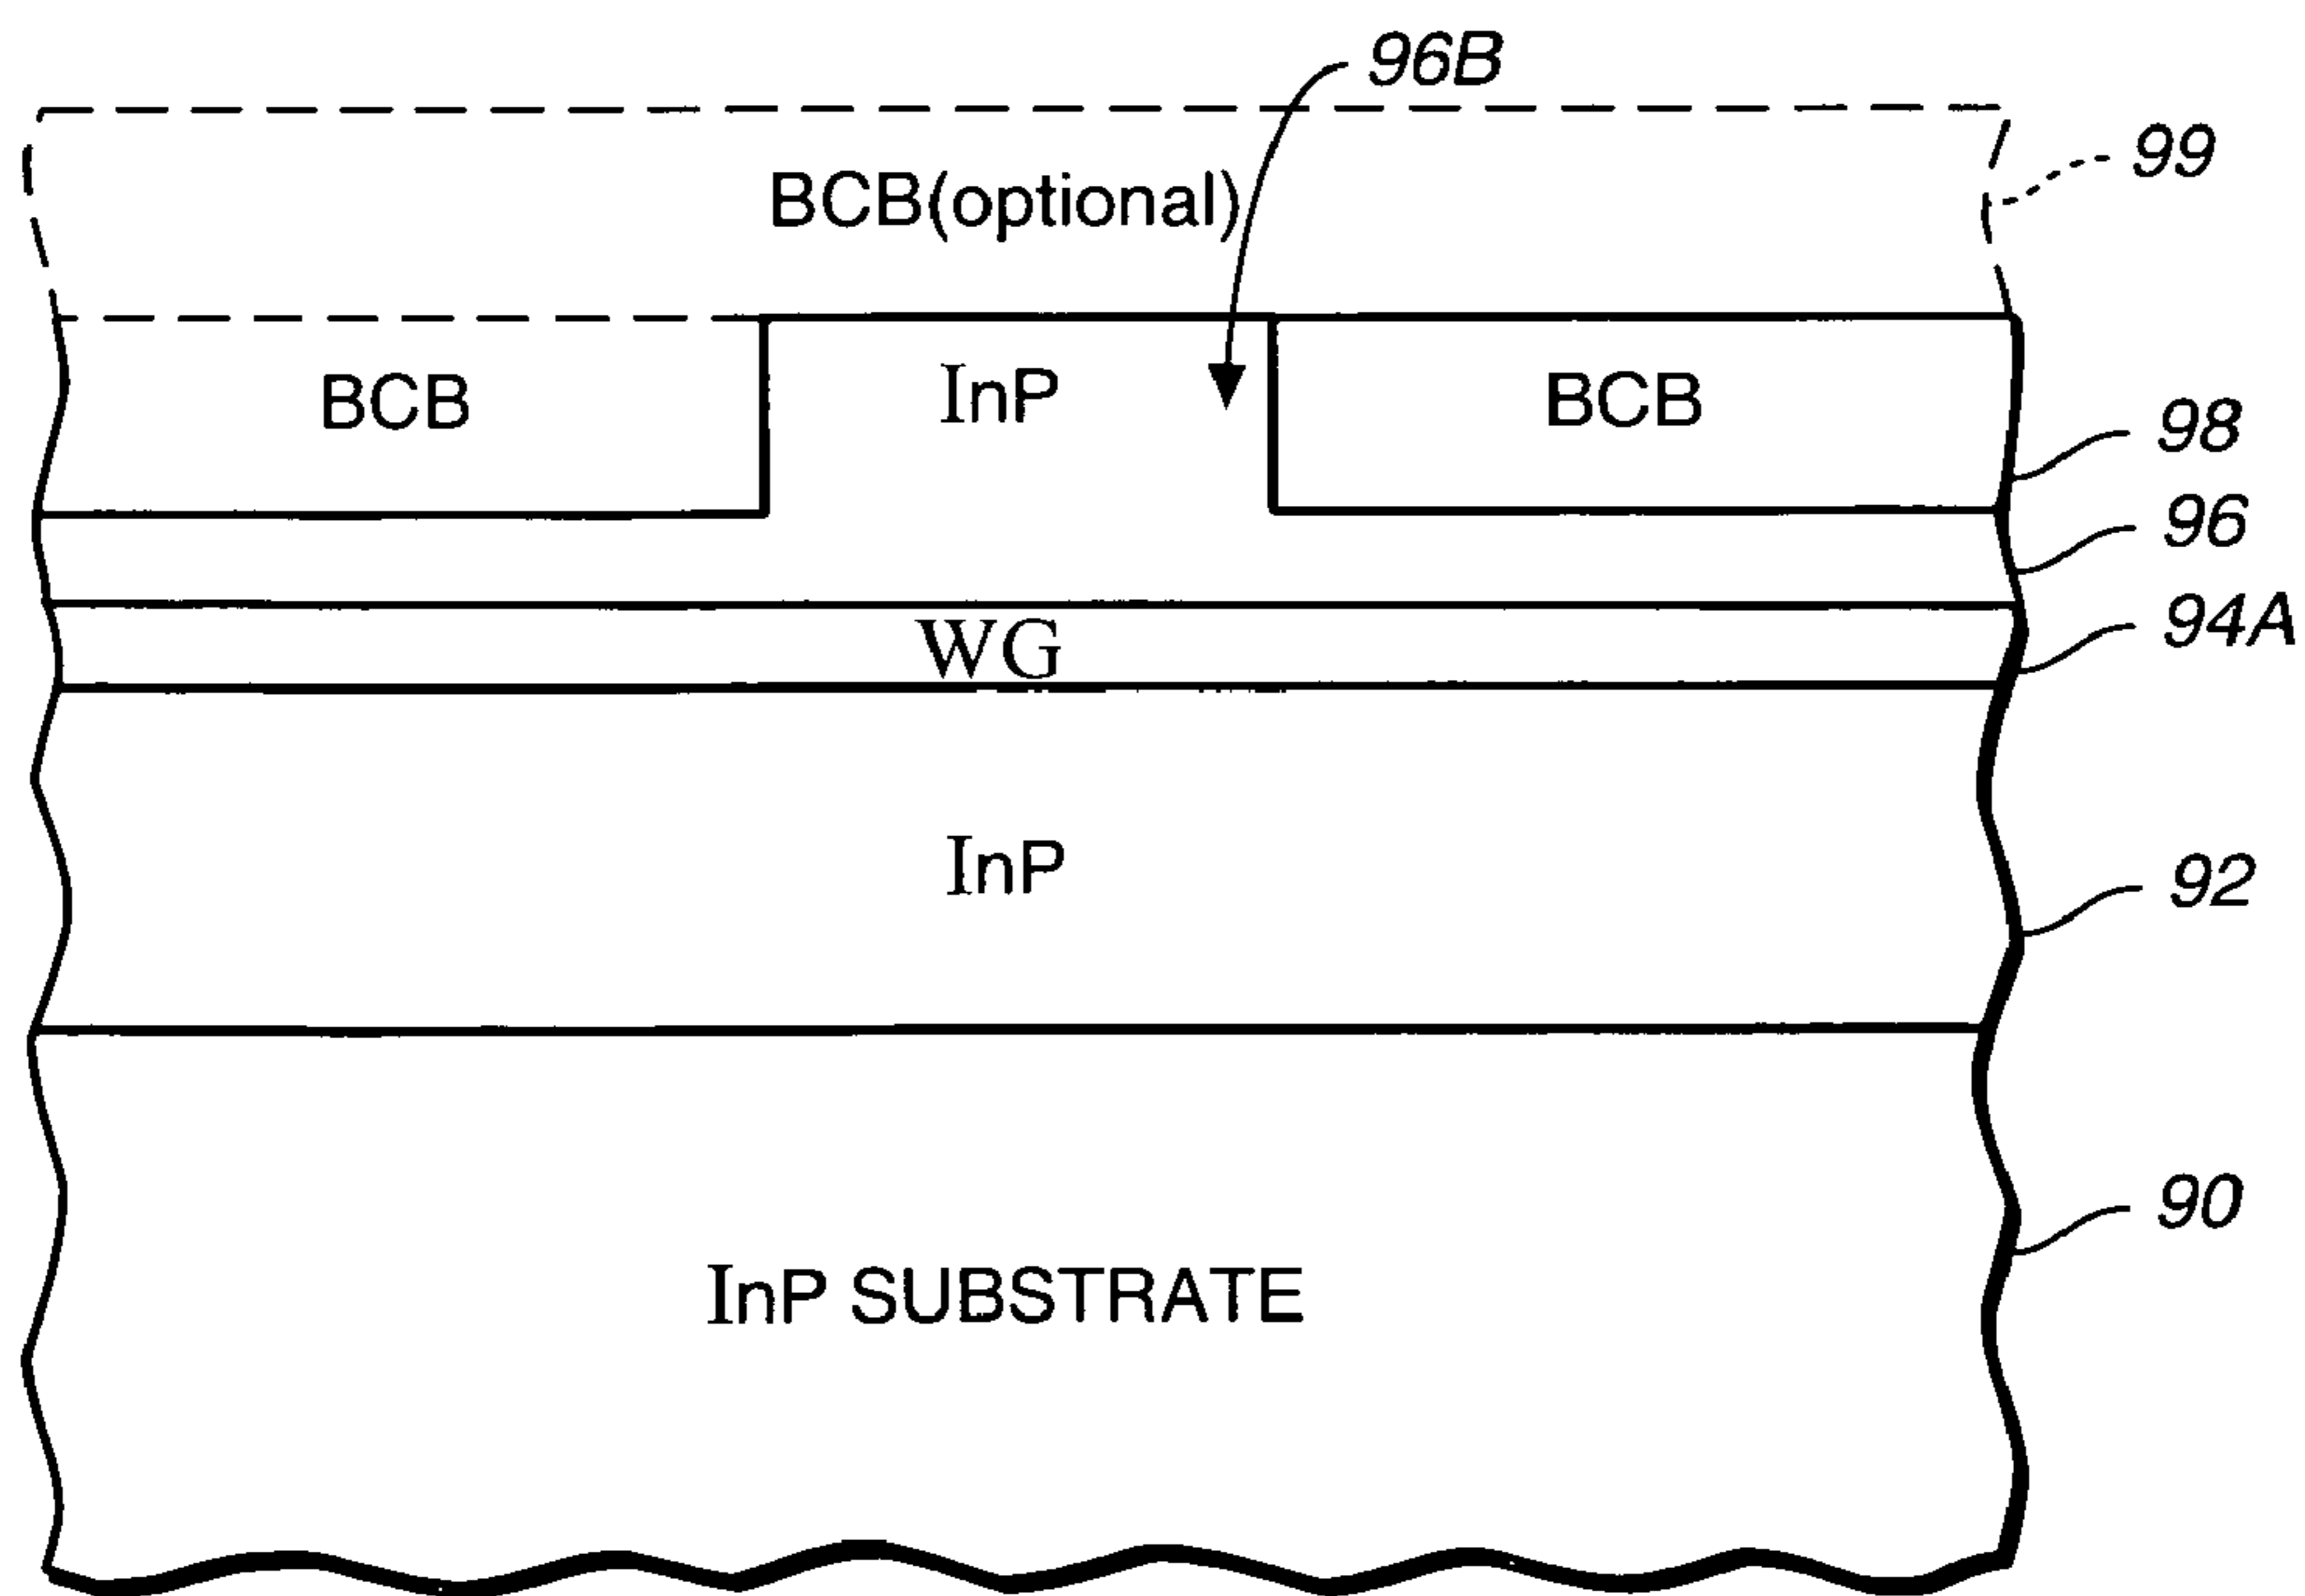 96B
99
BCB(optional)
BCB
InP
BCB
98
96
94A
WG
InP
92
90
InP SUBSTRATE